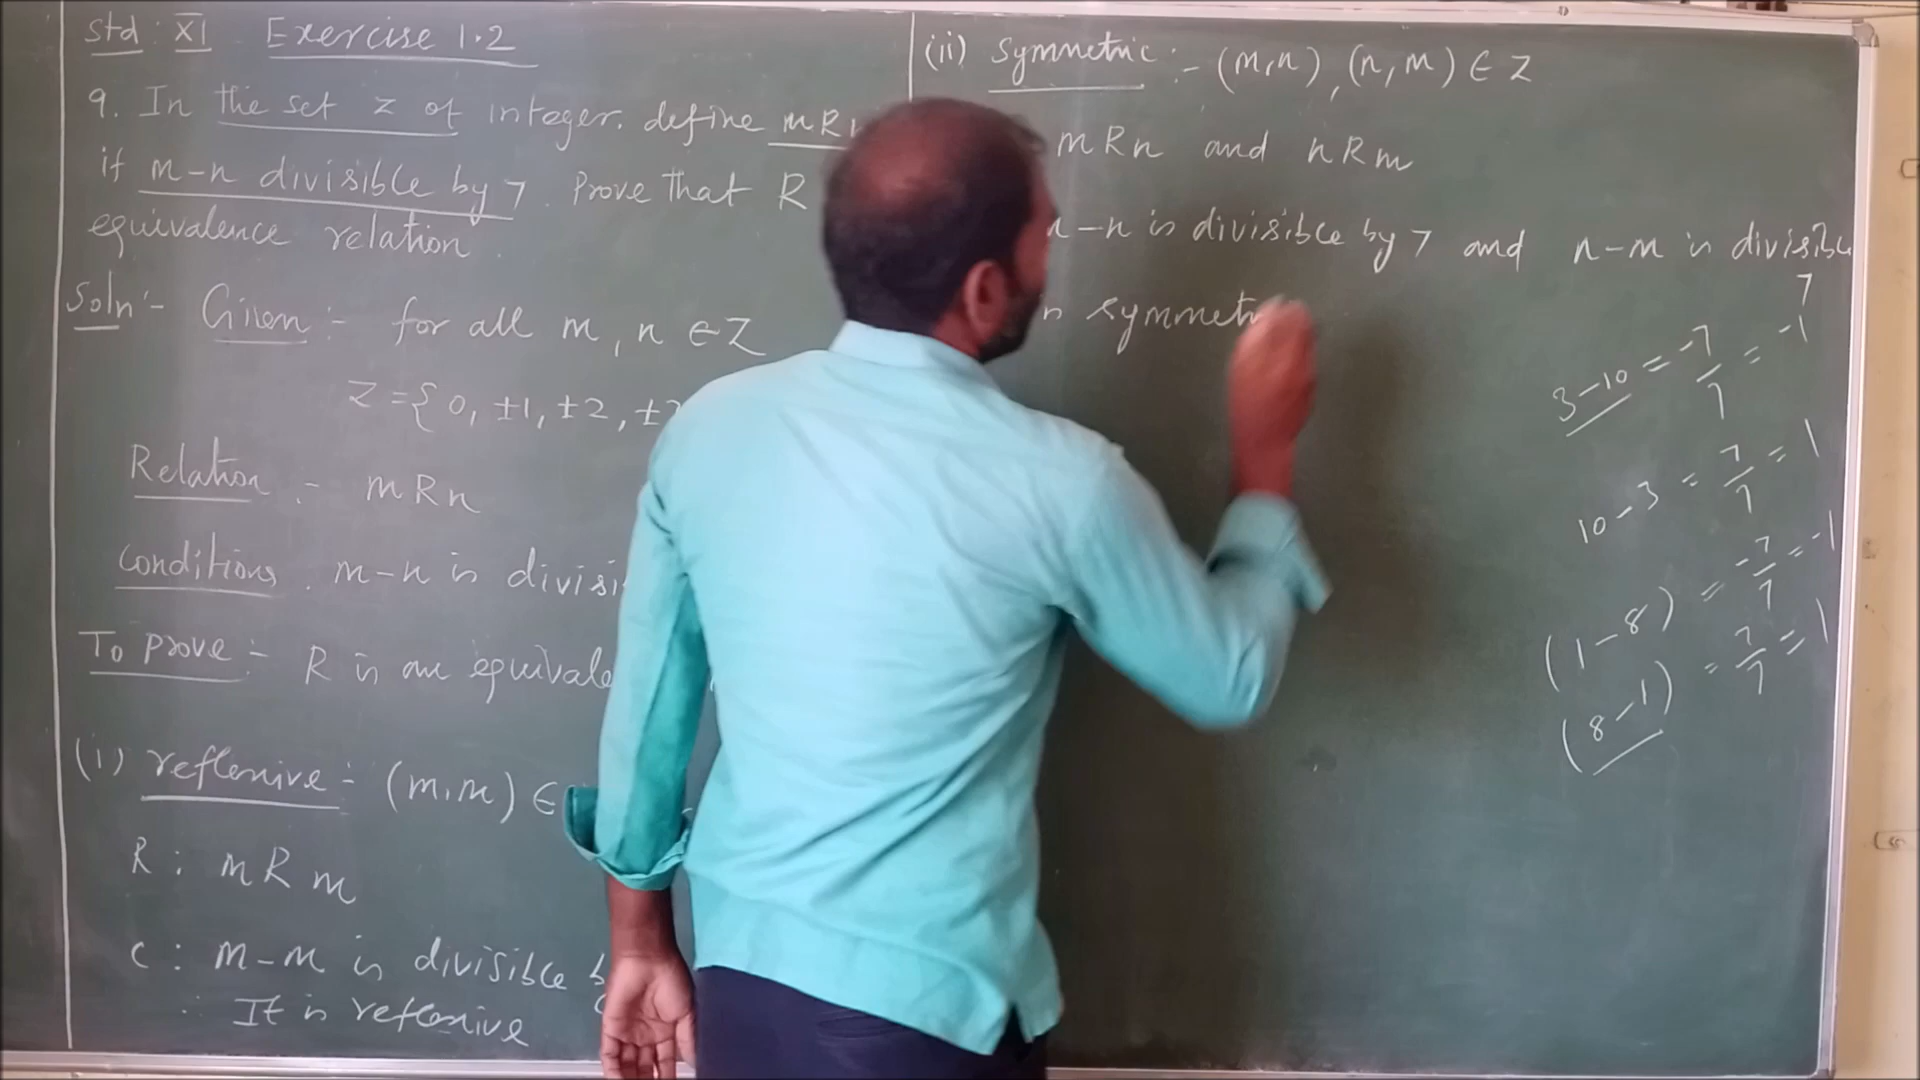 Std : XI Exercise 1.2
9. In the set Z of integer. define mRn
if m-n divisible by 7. Prove that R
equivalence relation.
Soln:- Given:- for all m, n ∈ Z
Z = {0, ±1, ±2, ±
Relation:- mRn
Conditions. m-n is divisi
To prove:- R is an equivale
(i) reflexive:- (m,m) ∈
R : mRm
C : m-m is divisible b
∴ It is reflexive
(ii) Symmetric:- (m,n), (n,m) ∈ Z
mRn and nRm
-n is divisible by 7 and n-m is divisible
7
is symmetri
3-10 = -7/7 = -1
10-3 = 7/7 = 1
(1-8) = -7/7 = -1
(8-1) = 7/7 = 1